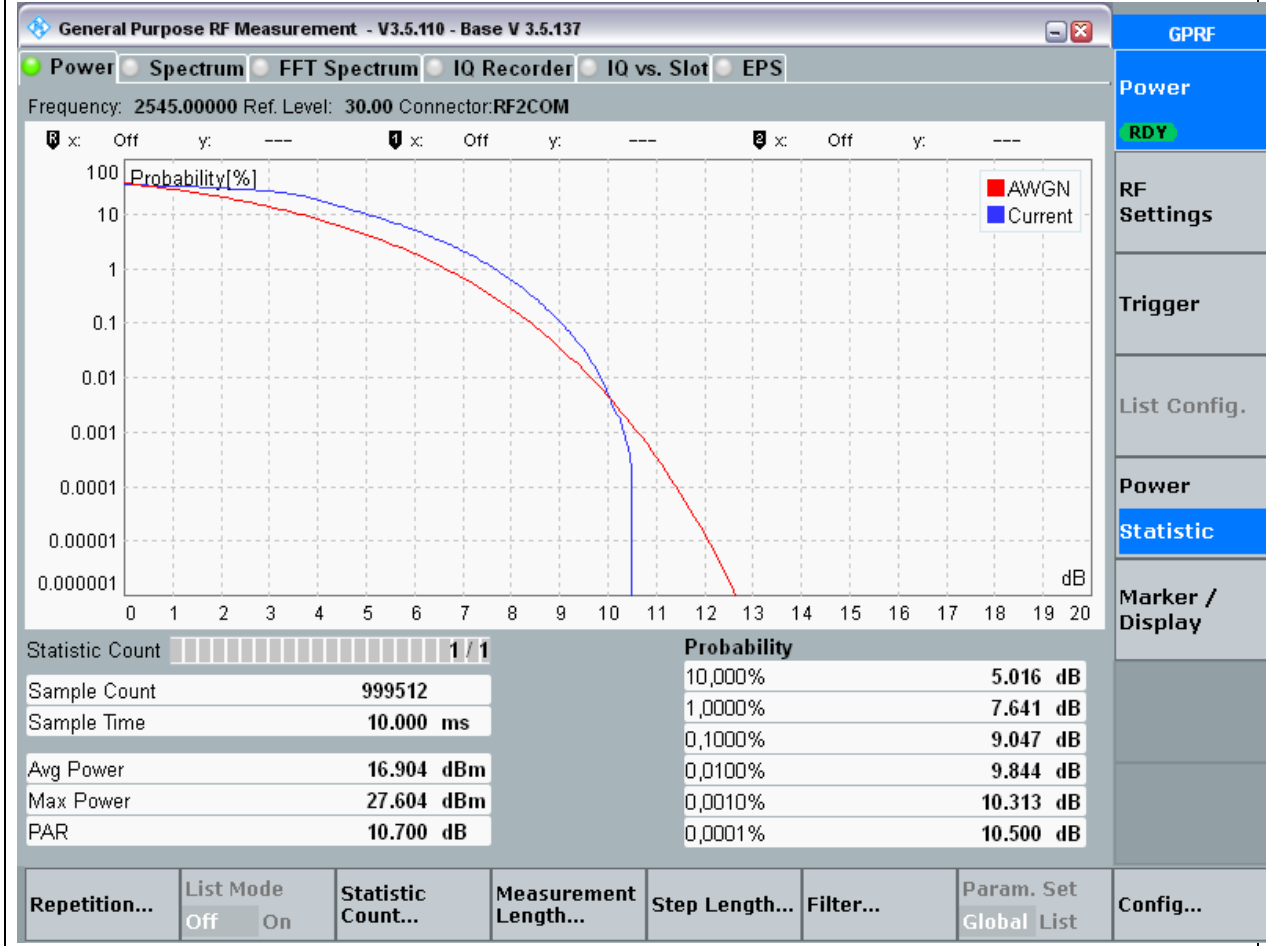 General Purpose RF Measurement - V3.5.110 - Base V 3.5.137
GPRF
Power Spectrum FFT Spectrum IQ Recorder IQ vs. Slot EPS
Frequency: 2545.00000 Ref. Level: 30.00 Connector:RF2COM
R x: Off y: --- 1 x: Off y: --- 2 x: Off y: ---
Probability[%]
100
10
1
0.1
0.01
0.001
0.0001
0.00001
0.000001
AWGN
Current
dB
0 1 2 3 4 5 6 7 8 9 10 11 12 13 14 15 16 17 18 19 20
Statistic Count 1 / 1
Sample Count 999512
Sample Time 10.000 ms
Avg Power 16.904 dBm
Max Power 27.604 dBm
PAR 10.700 dB
Probability
10,000% 5.016 dB
1,0000% 7.641 dB
0,1000% 9.047 dB
0,0100% 9.844 dB
0,0010% 10.313 dB
0,0001% 10.500 dB
Power
RDY
RF
Settings
Trigger
List Config.
Power
Statistic
Marker /
Display
Repetition...
List Mode
Off On
Statistic
Count...
Measurement
Length...
Step Length...
Filter...
Param. Set
Global List
Config...